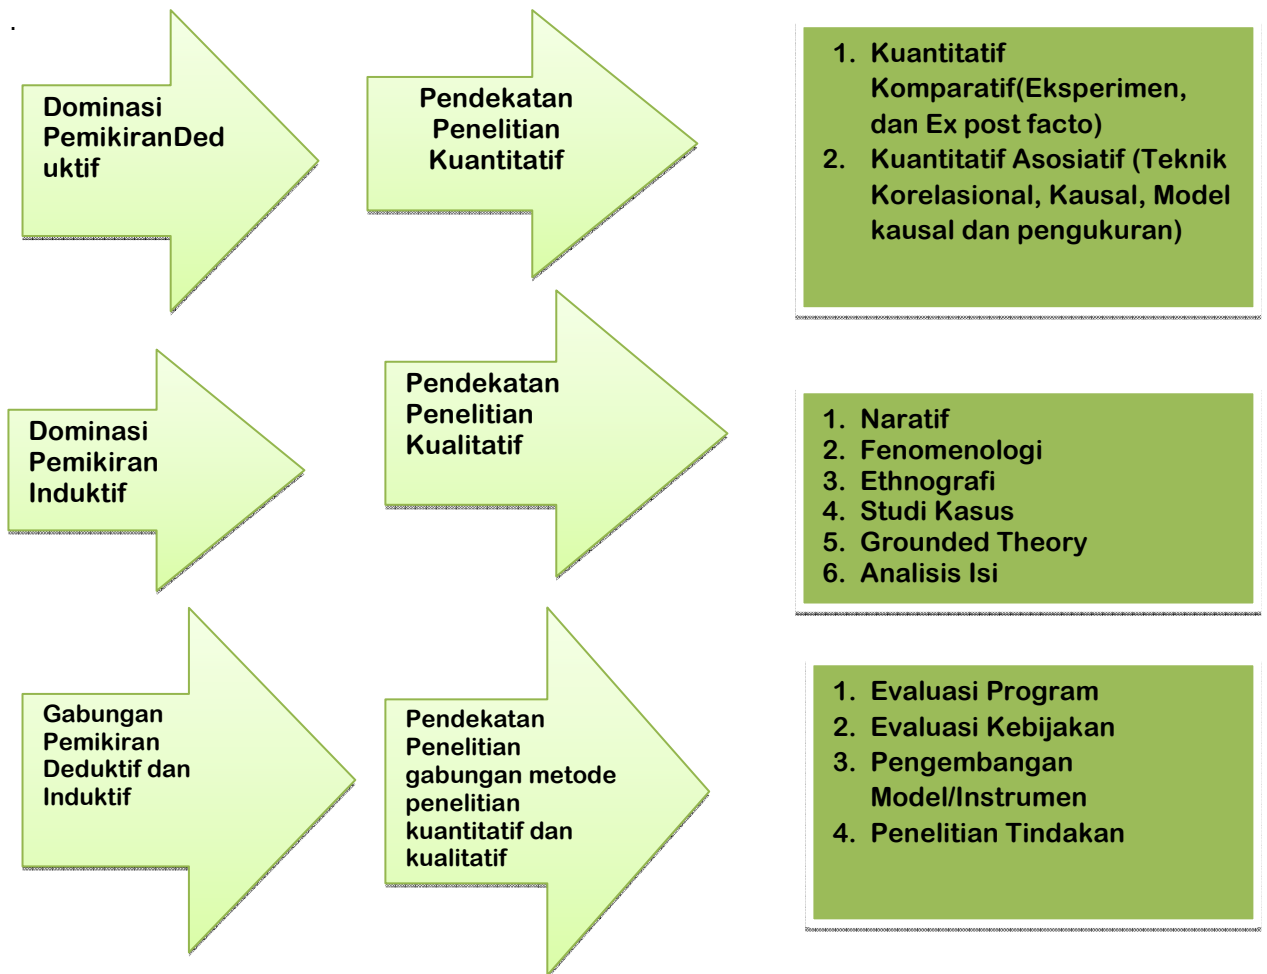 .
Dominasi
PemikiranDed
uktif
Pendekatan
Penelitian
Kuantitatif
1. Kuantitatif
Komparatif(Eksperimen,
dan Ex post facto)
2. Kuantitatif Asosiatif (Teknik
Korelasional, Kausal, Model
kausal dan pengukuran)
Dominasi
Pemikiran
Induktif
Pendekatan
Penelitian
Kualitatif
1. Naratif
2. Fenomenologi
3. Ethnografi
4. Studi Kasus
5. Grounded Theory
6. Analisis Isi
Gabungan
Pemikiran
Deduktif dan
Induktif
Pendekatan
Penelitian
gabungan metode
penelitian
kuantitatif dan
kualitatif
1. Evaluasi Program
2. Evaluasi Kebijakan
3. Pengembangan
Model/Instrumen
4. Penelitian Tindakan